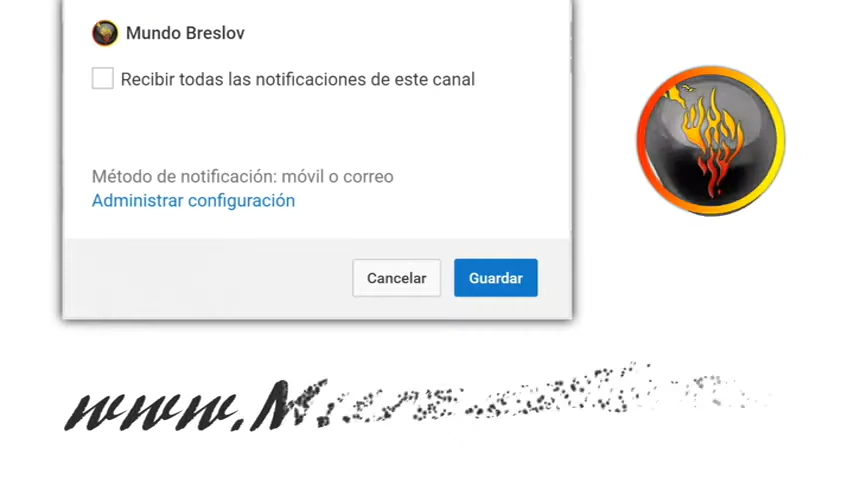 Mundo Breslov
Recibir todas las notificaciones de este canal
Método de notificación: móvil o correo
Administrar configuración
Cancelar
Guardar